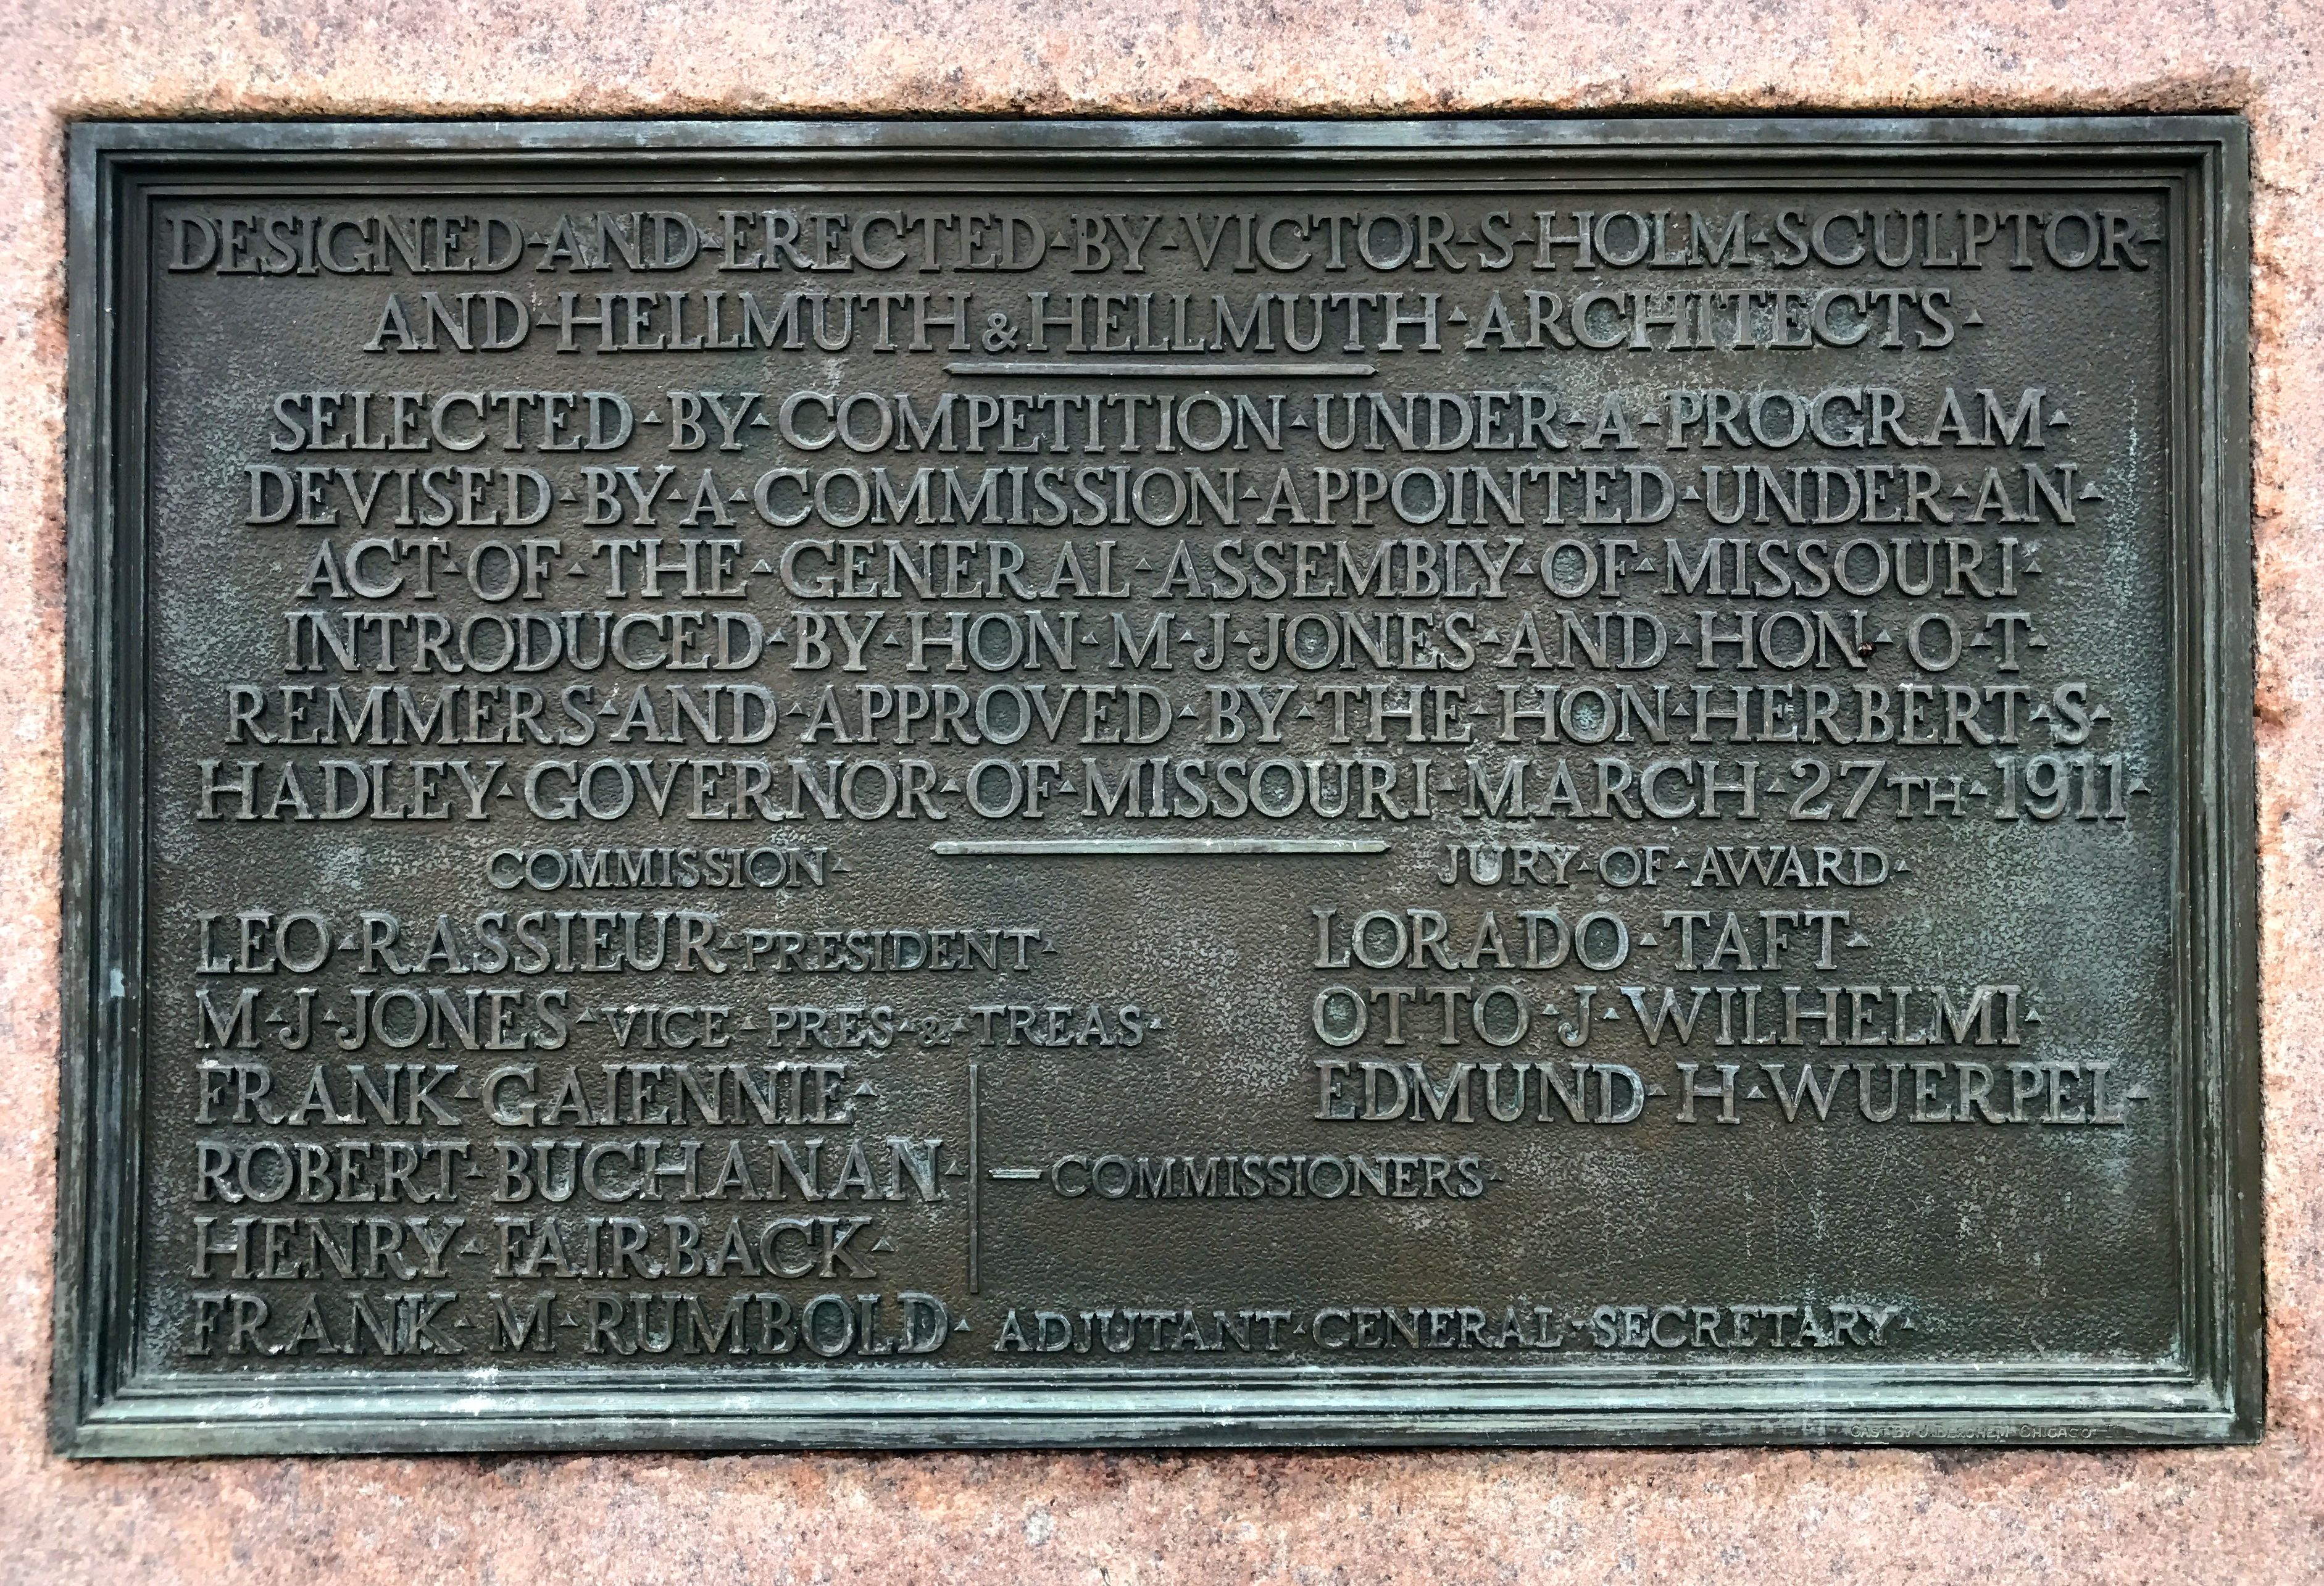 DESIGNED AND ERECTED BY VICTOR S HOLM SCULPTOR
AND HELLMUTH & HELLMUTH ARCHITECTS
SELECTED BY COMPETITION UNDER A PROGRAM
DEVISED BY A COMMISSION APPOINTED UNDER AN
ACT OF THE GENERAL ASSEMBLY OF MISSOURI
INTRODUCED BY HON M J JONES AND HON O T
REMMERS AND APPROVED BY THE HON HERBERT S
HADLEY GOVERNOR OF MISSOURI MARCH 27TH 1911
COMMISSION
LEO RASSIEUR PRESIDENT
M J JONES VICE PRES & TREAS
FRANK GAIENNIE
ROBERT BUCHANAN
HENRY FAIRBACK
COMMISSIONERS
FRANK M RUMBOLD ADJUTANT GENERAL SECRETARY
JURY OF AWARD
LORADO TAFT
OTTO J WILHELMI
EDMUND H WUERPEL
CAST BY J. BERCHEM CHICAGO